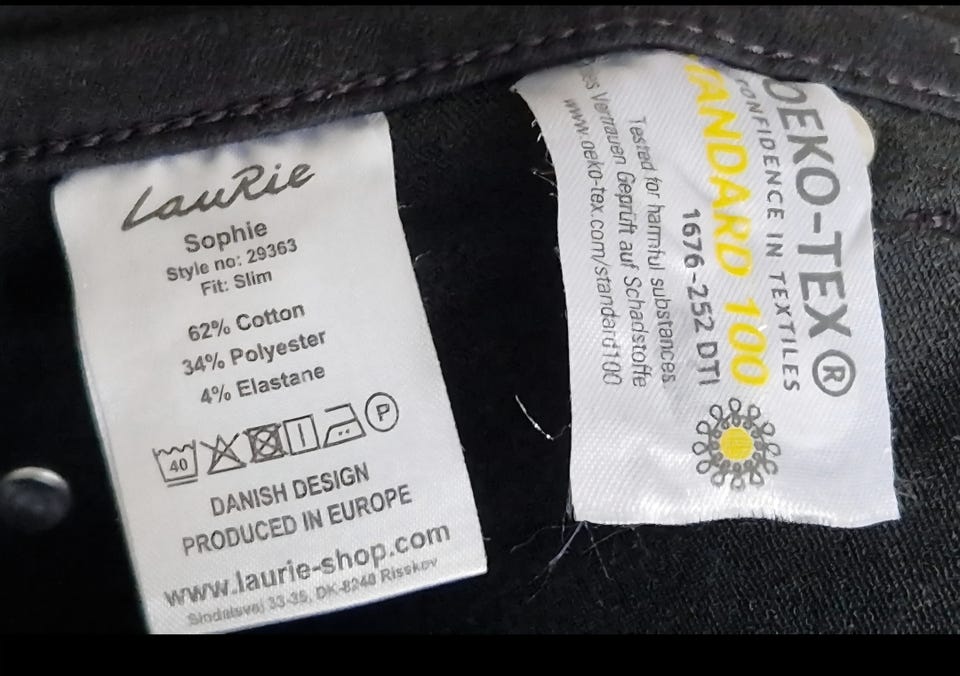 LauRie
Sophie
Style no: 29363
Fit: Slim
62% Cotton
34% Polyester
4% Elastane
40
P
DANISH DESIGN
PRODUCED IN EUROPE
www.laurie-shop.com
Sindalsvej 33-35, DK-8240 Risskov
OEKO-TEX®
CONFIDENCE IN TEXTILES
STANDARD 100
1676-252 DTI
Tested for harmful substances
Vertrauen Geprüft auf Schadstoffe
www.oeko-tex.com/standard100